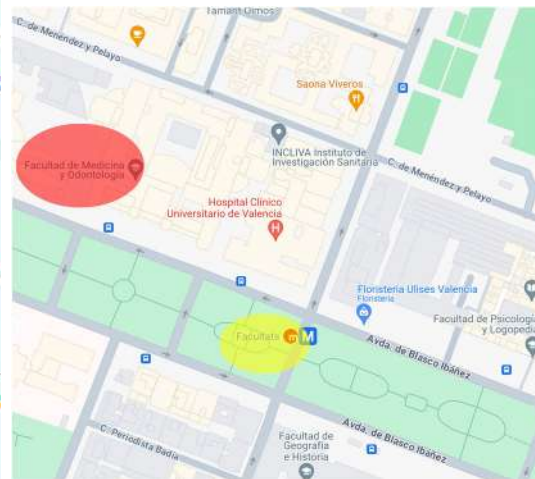 Tamant Olmos
C. de Menéndez y Pelayo
Saona Viveros
INCLIVA Instituto de
Investigación Sanitaria
C. de Menéndez y Pelayo
Facultad de Medicina
y Odontología
Hospital Clínico
Universitario de Valencia
H
Floristería Ulises Valencia
Floristería
Facultad de Psicología
y Logopedia
Facultats
M
Avda. de Blasco Ibáñez
Avda. de Blasco Ibáñez
C. Periodista Badía
Facultad de
Geografía
e Historia